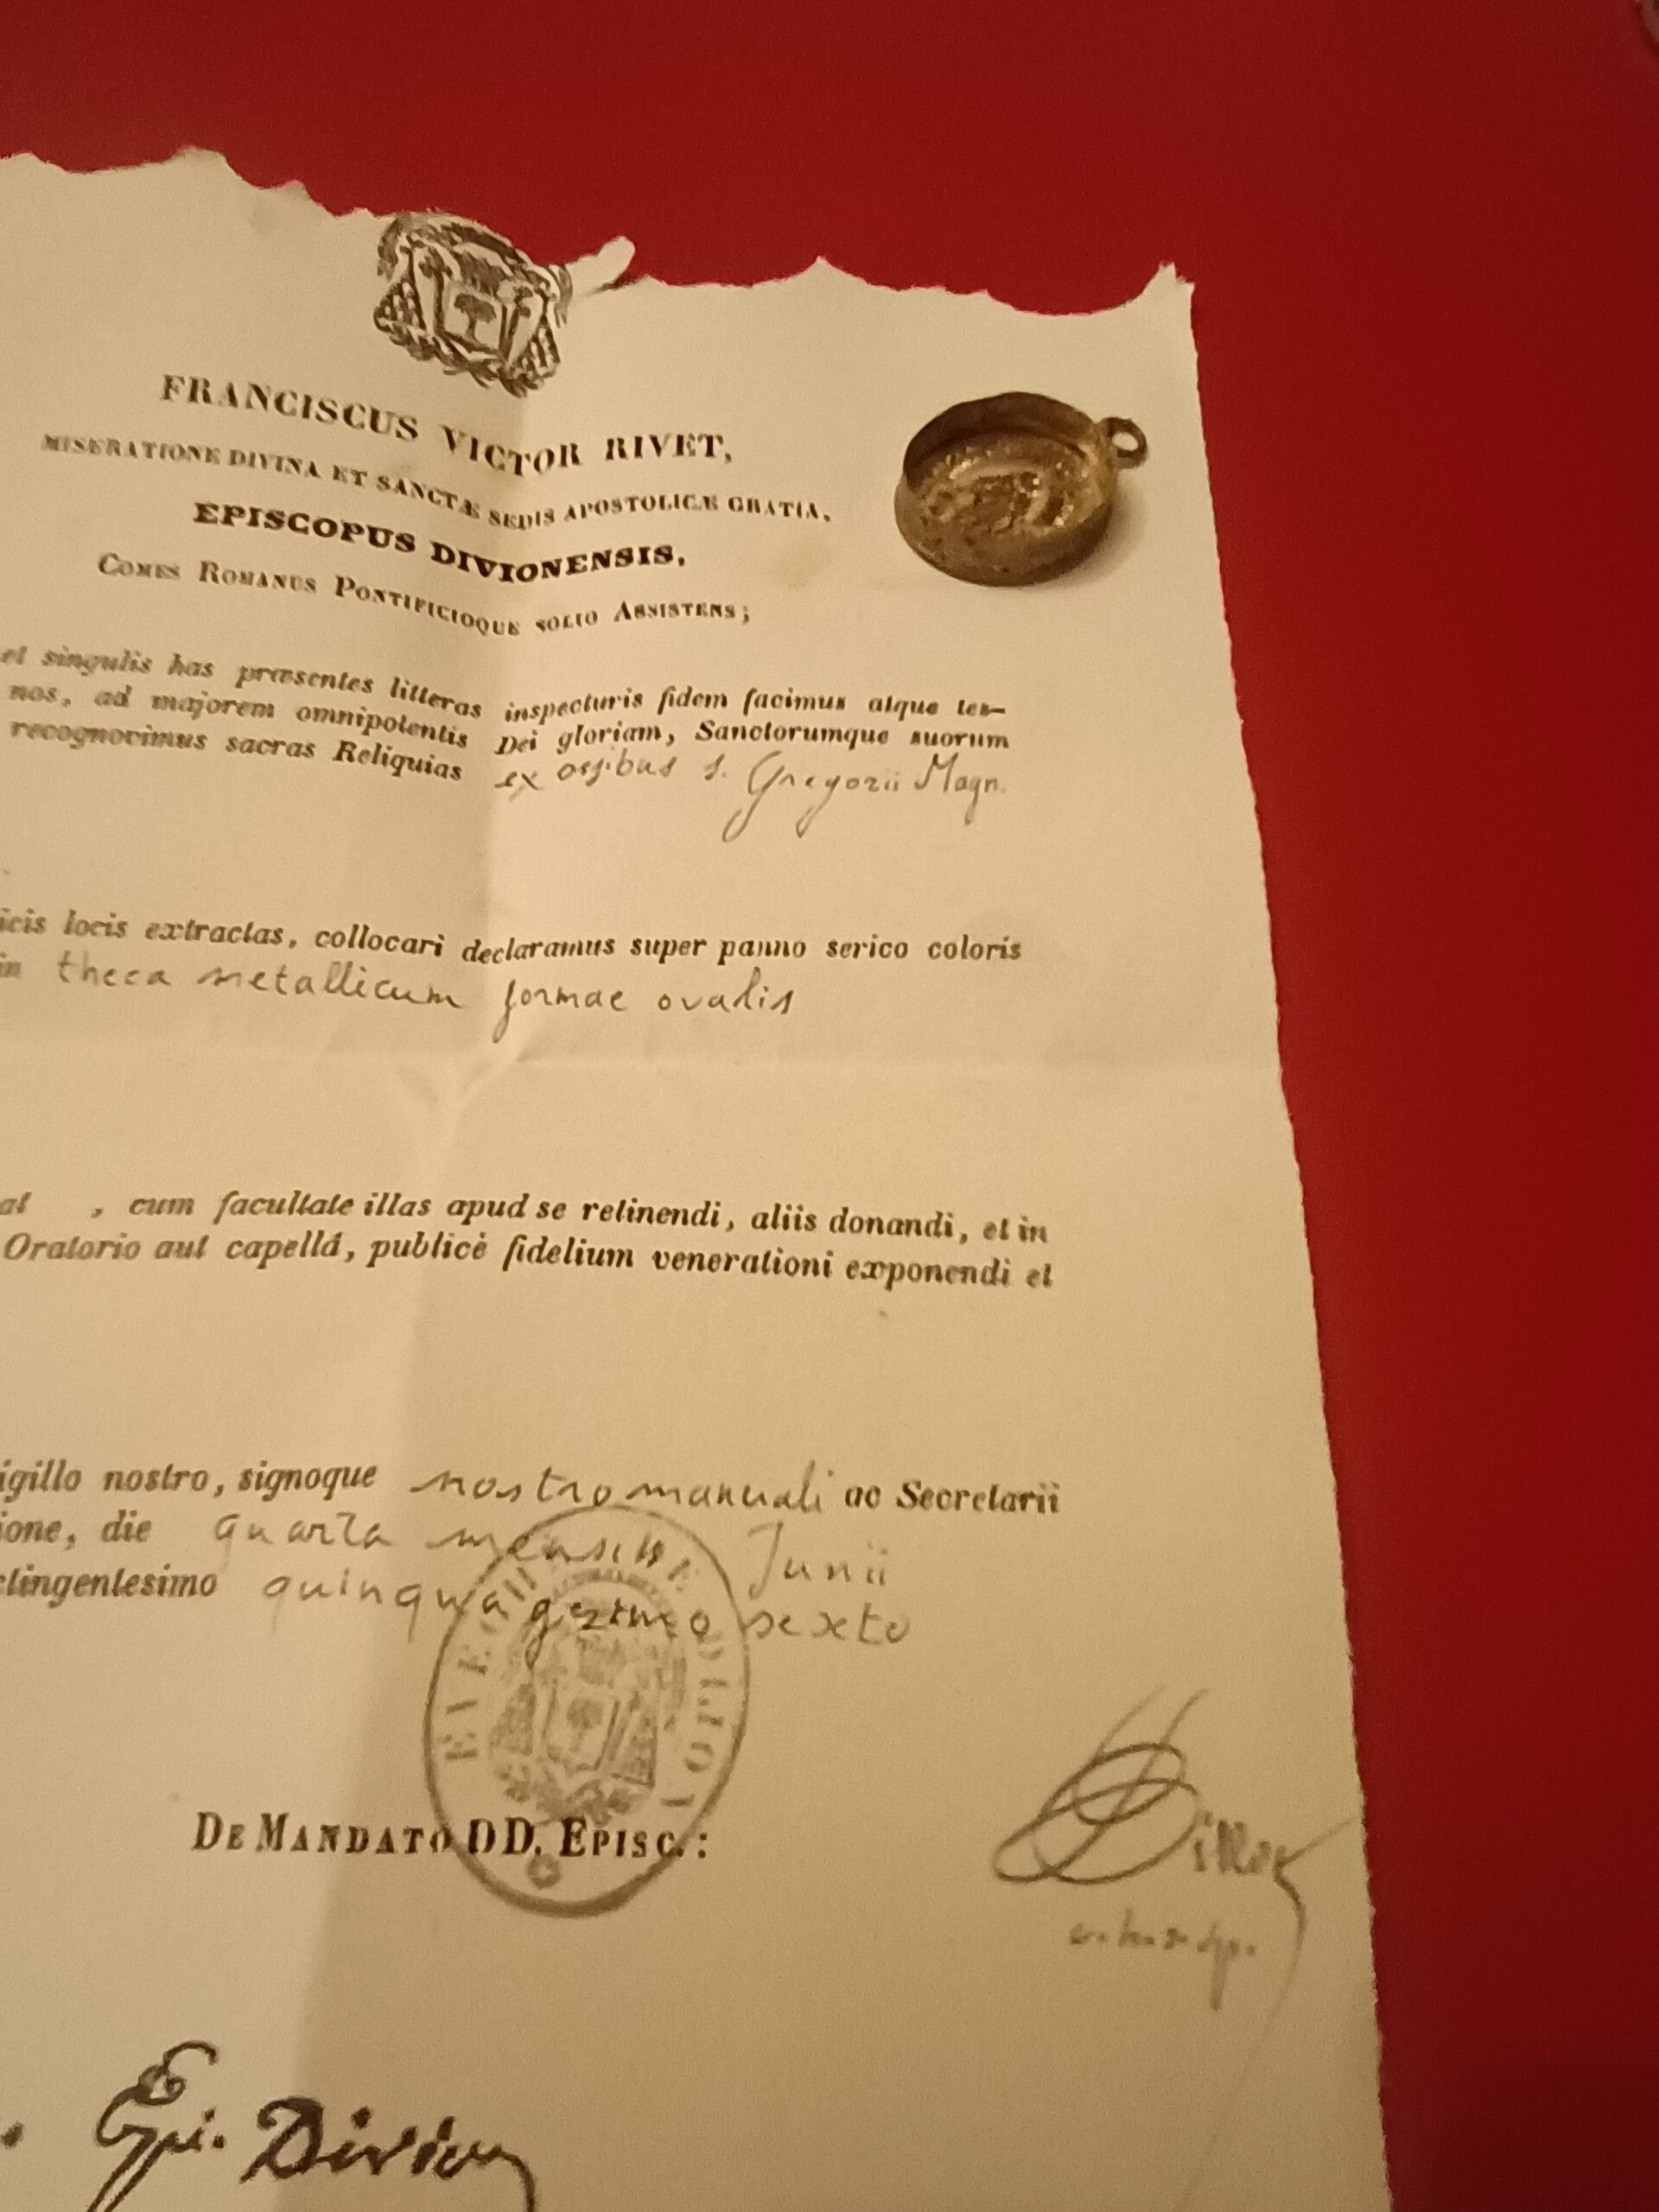 FRANCISCUS VICTOR RIVET,
MISERATIONE DIVINA ET SANCTÆ SEDIS APOSTOLICÆ GRATIA,
EPISCOPUS DIVIONENSIS,
COMES ROMANUS PONTIFICIOQUE SOLIO ASSISTENS;
et singulis has præsentes litteras inspecturis fidem facimus atque tes-
nos, ad majorem omnipotentis Dei gloriam, Sanctorumque suorum
recognovimus sacras Reliquias ex ossibus S. Gregorii Magn.
icis locis extractas, collocari declaramus super panno serico coloris
in theca metallicum formae ovalis
at , cum facultate illas apud se retinendi, aliis donandi, et in
Oratorio aut capellâ, publicè fidelium venerationi exponendi et
igillo nostro, signoque nostro manuali ac Secretarii
ione, die quarta mensis Junii
ctingentesimo quinquagesimo sexto
DE MANDATO DD. EPISC.:
Epi. Divion